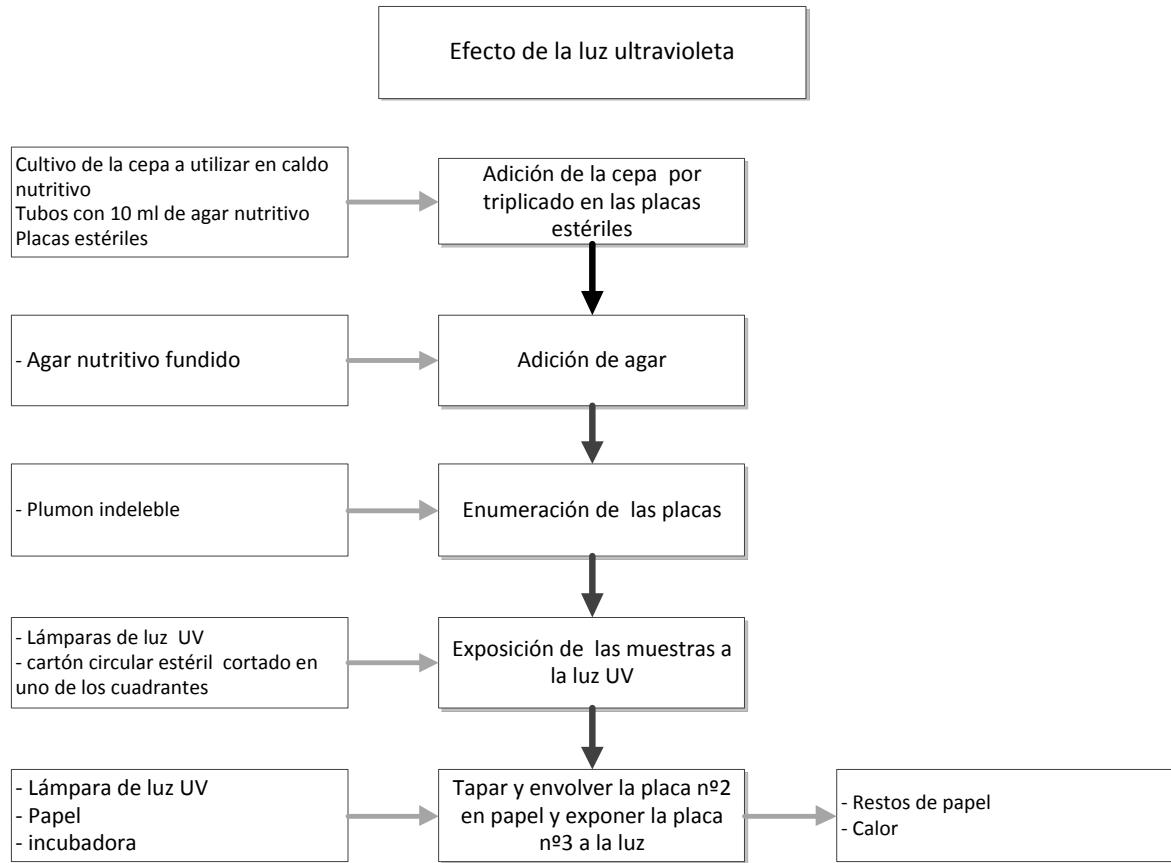 Efecto de la luz ultravioleta
Cultivo de la cepa a utilizar en caldo
nutritivo
Tubos con 10 ml de agar nutritivo
Placas estériles
Adición de la cepa por
triplicado en las placas
estériles
- Agar nutritivo fundido
Adición de agar
- Plumon indeleble
Enumeración de las placas
- Lámparas de luz UV
- cartón circular estéril cortado en
uno de los cuadrantes
Exposición de las muestras a
la luz UV
- Lámpara de luz UV
- Papel
- incubadora
Tapar y envolver la placa nº2
en papel y exponer la placa
nº3 a la luz
- Restos de papel
- Calor